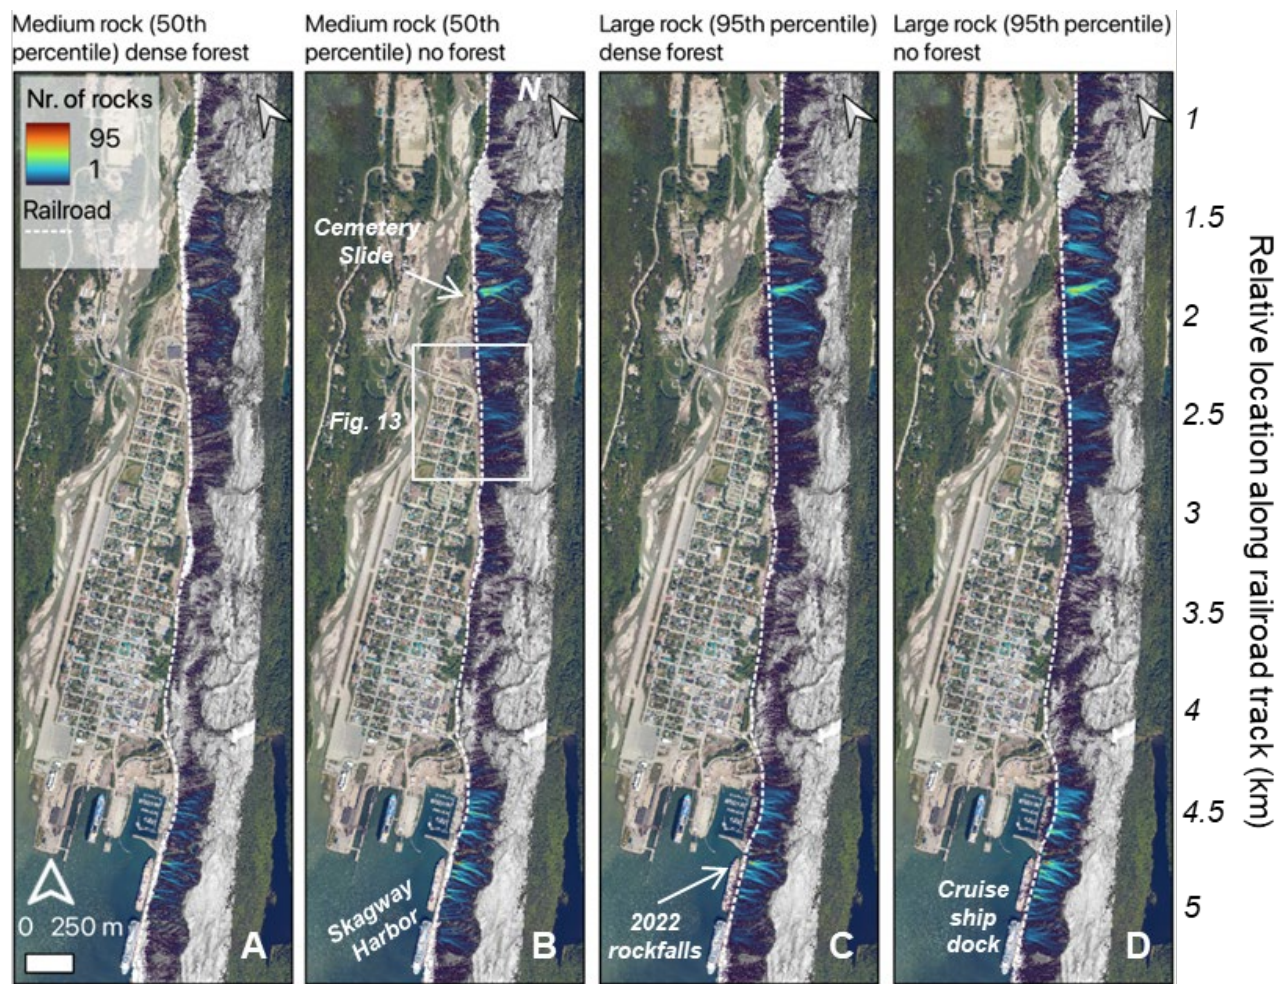 Medium rock (50th
percentile) dense forest
Medium rock (50th
percentile) no forest
Large rock (95th percentile)
dense forest
Large rock (95th percentile)
no forest
Nr. of rocks
95
1
Railroad
N
Cemetery
Slide
Fig. 13
0 250 m
A
Skagway
Harbor
B
2022
rockfalls
C
Cruise
ship
dock
D
1
1.5
2
2.5
3
3.5
4
4.5
5
Relative location along railroad track (km)